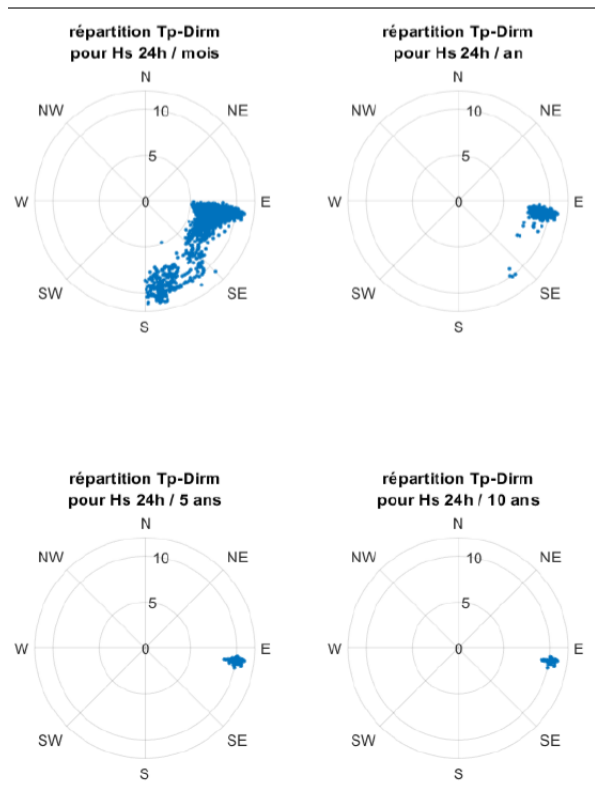 répartition Tp-Dirm
pour Hs 24h / mois
N
NW
NE
10
5
W
0
E
SW
SE
S
répartition Tp-Dirm
pour Hs 24h / an
N
NW
NE
10
5
W
0
E
SW
SE
S
répartition Tp-Dirm
pour Hs 24h / 5 ans
N
NW
NE
10
5
W
0
E
SW
SE
S
répartition Tp-Dirm
pour Hs 24h / 10 ans
N
NW
NE
10
5
W
0
E
SW
SE
S